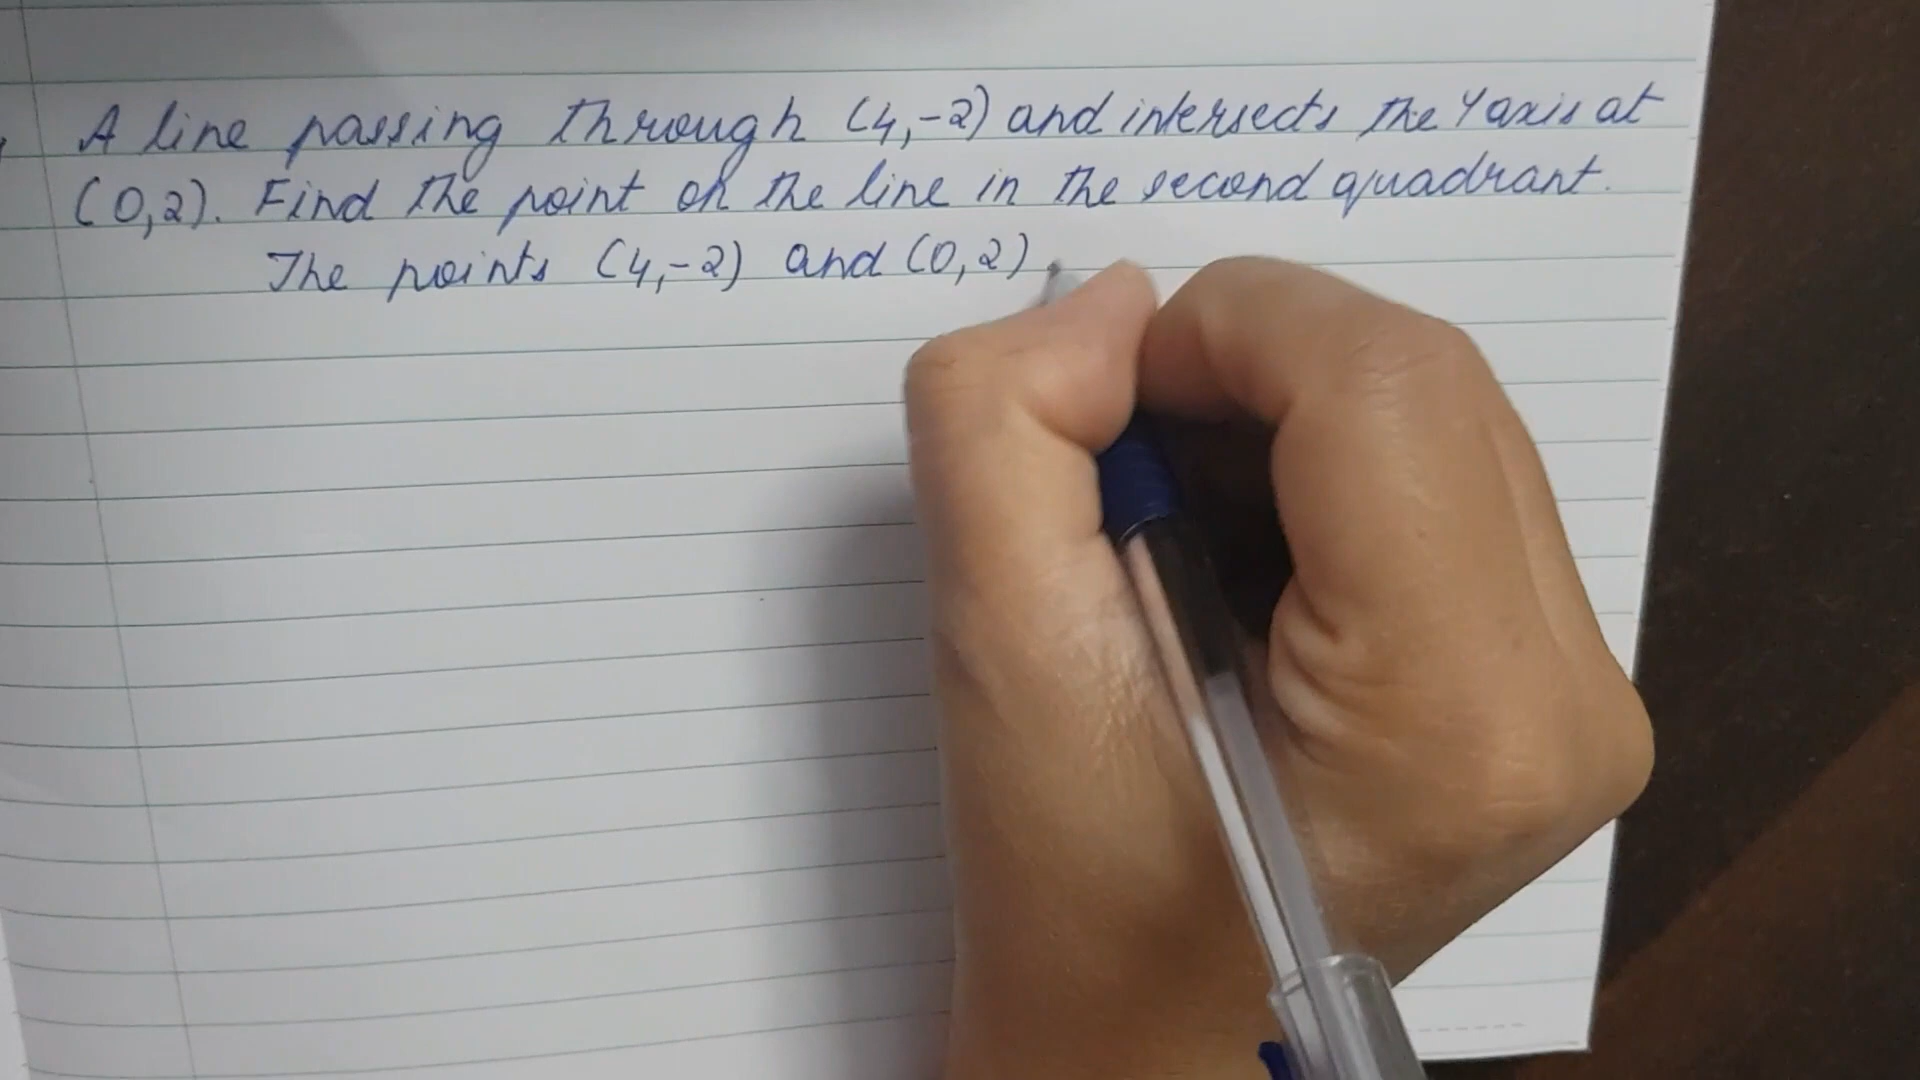 A line passing through (4,-2) and intersects the Y axis at
(0,2). Find the point on the line in the second quadrant.
The points (4,-2) and (0,2)